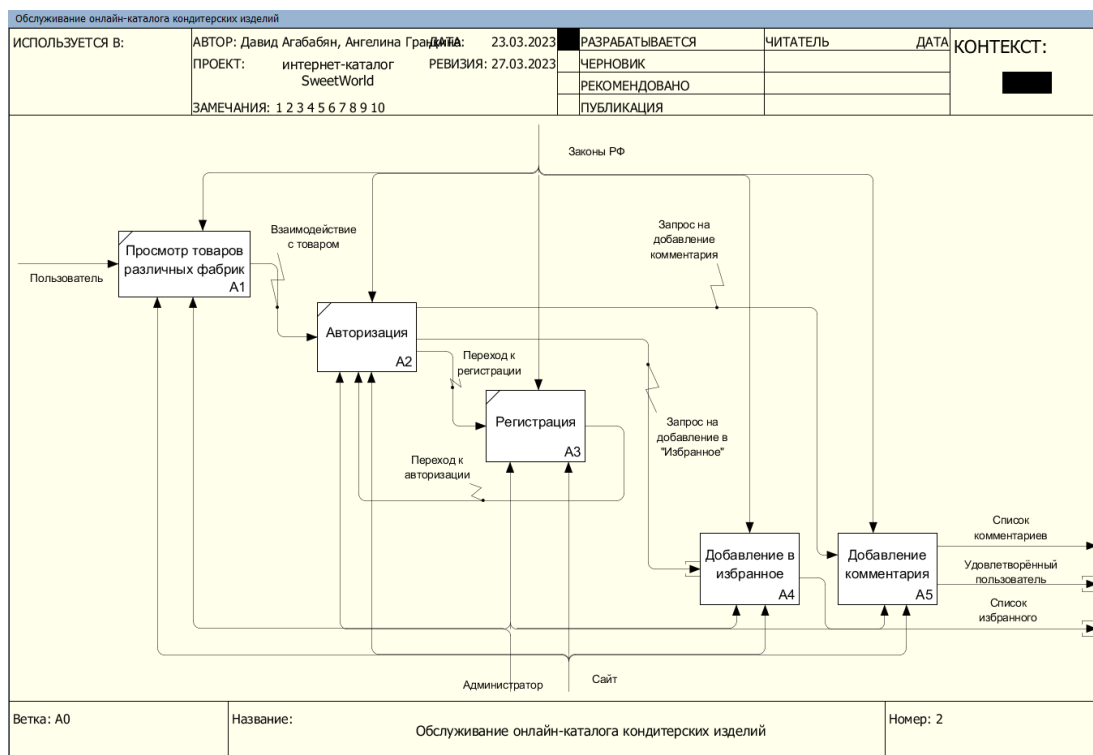 Обслуживание онлайн-каталога кондитерских изделий
ИСПОЛЬЗУЕТСЯ В:
АВТОР: Давид Агабабян, Ангелина
ДАТА: 23.03.2023
РАЗРАБАТЫВАЕТСЯ
ЧИТАТЕЛЬ
ДАТА
КОНТЕКСТ:
ПРОЕКТ: интернет-каталог
SweetWorld
РЕВИЗИЯ: 27.03.2023
ЧЕРНОВИК
РЕКОМЕНДОВАНО
ЗАМЕЧАНИЯ: 1 2 3 4 5 6 7 8 9 10
ПУБЛИКАЦИЯ
Законы РФ
Взаимодействие
с товаром
Запрос на
добавление
комментария
Просмотр товаров
различных фабрик
A1
Пользователь
Авторизация
A2
Переход к
регистрации
Регистрация
A3
Запрос на
добавление в
"Избранное"
Переход к
авторизации
Добавление в
избранное
A4
Добавление
комментария
A5
Список
комментариев
Удовлетворённый
пользователь
Список
избранного
Администратор
Сайт
Ветка: A0
Название:
Обслуживание онлайн-каталога кондитерских изделий
Номер: 2